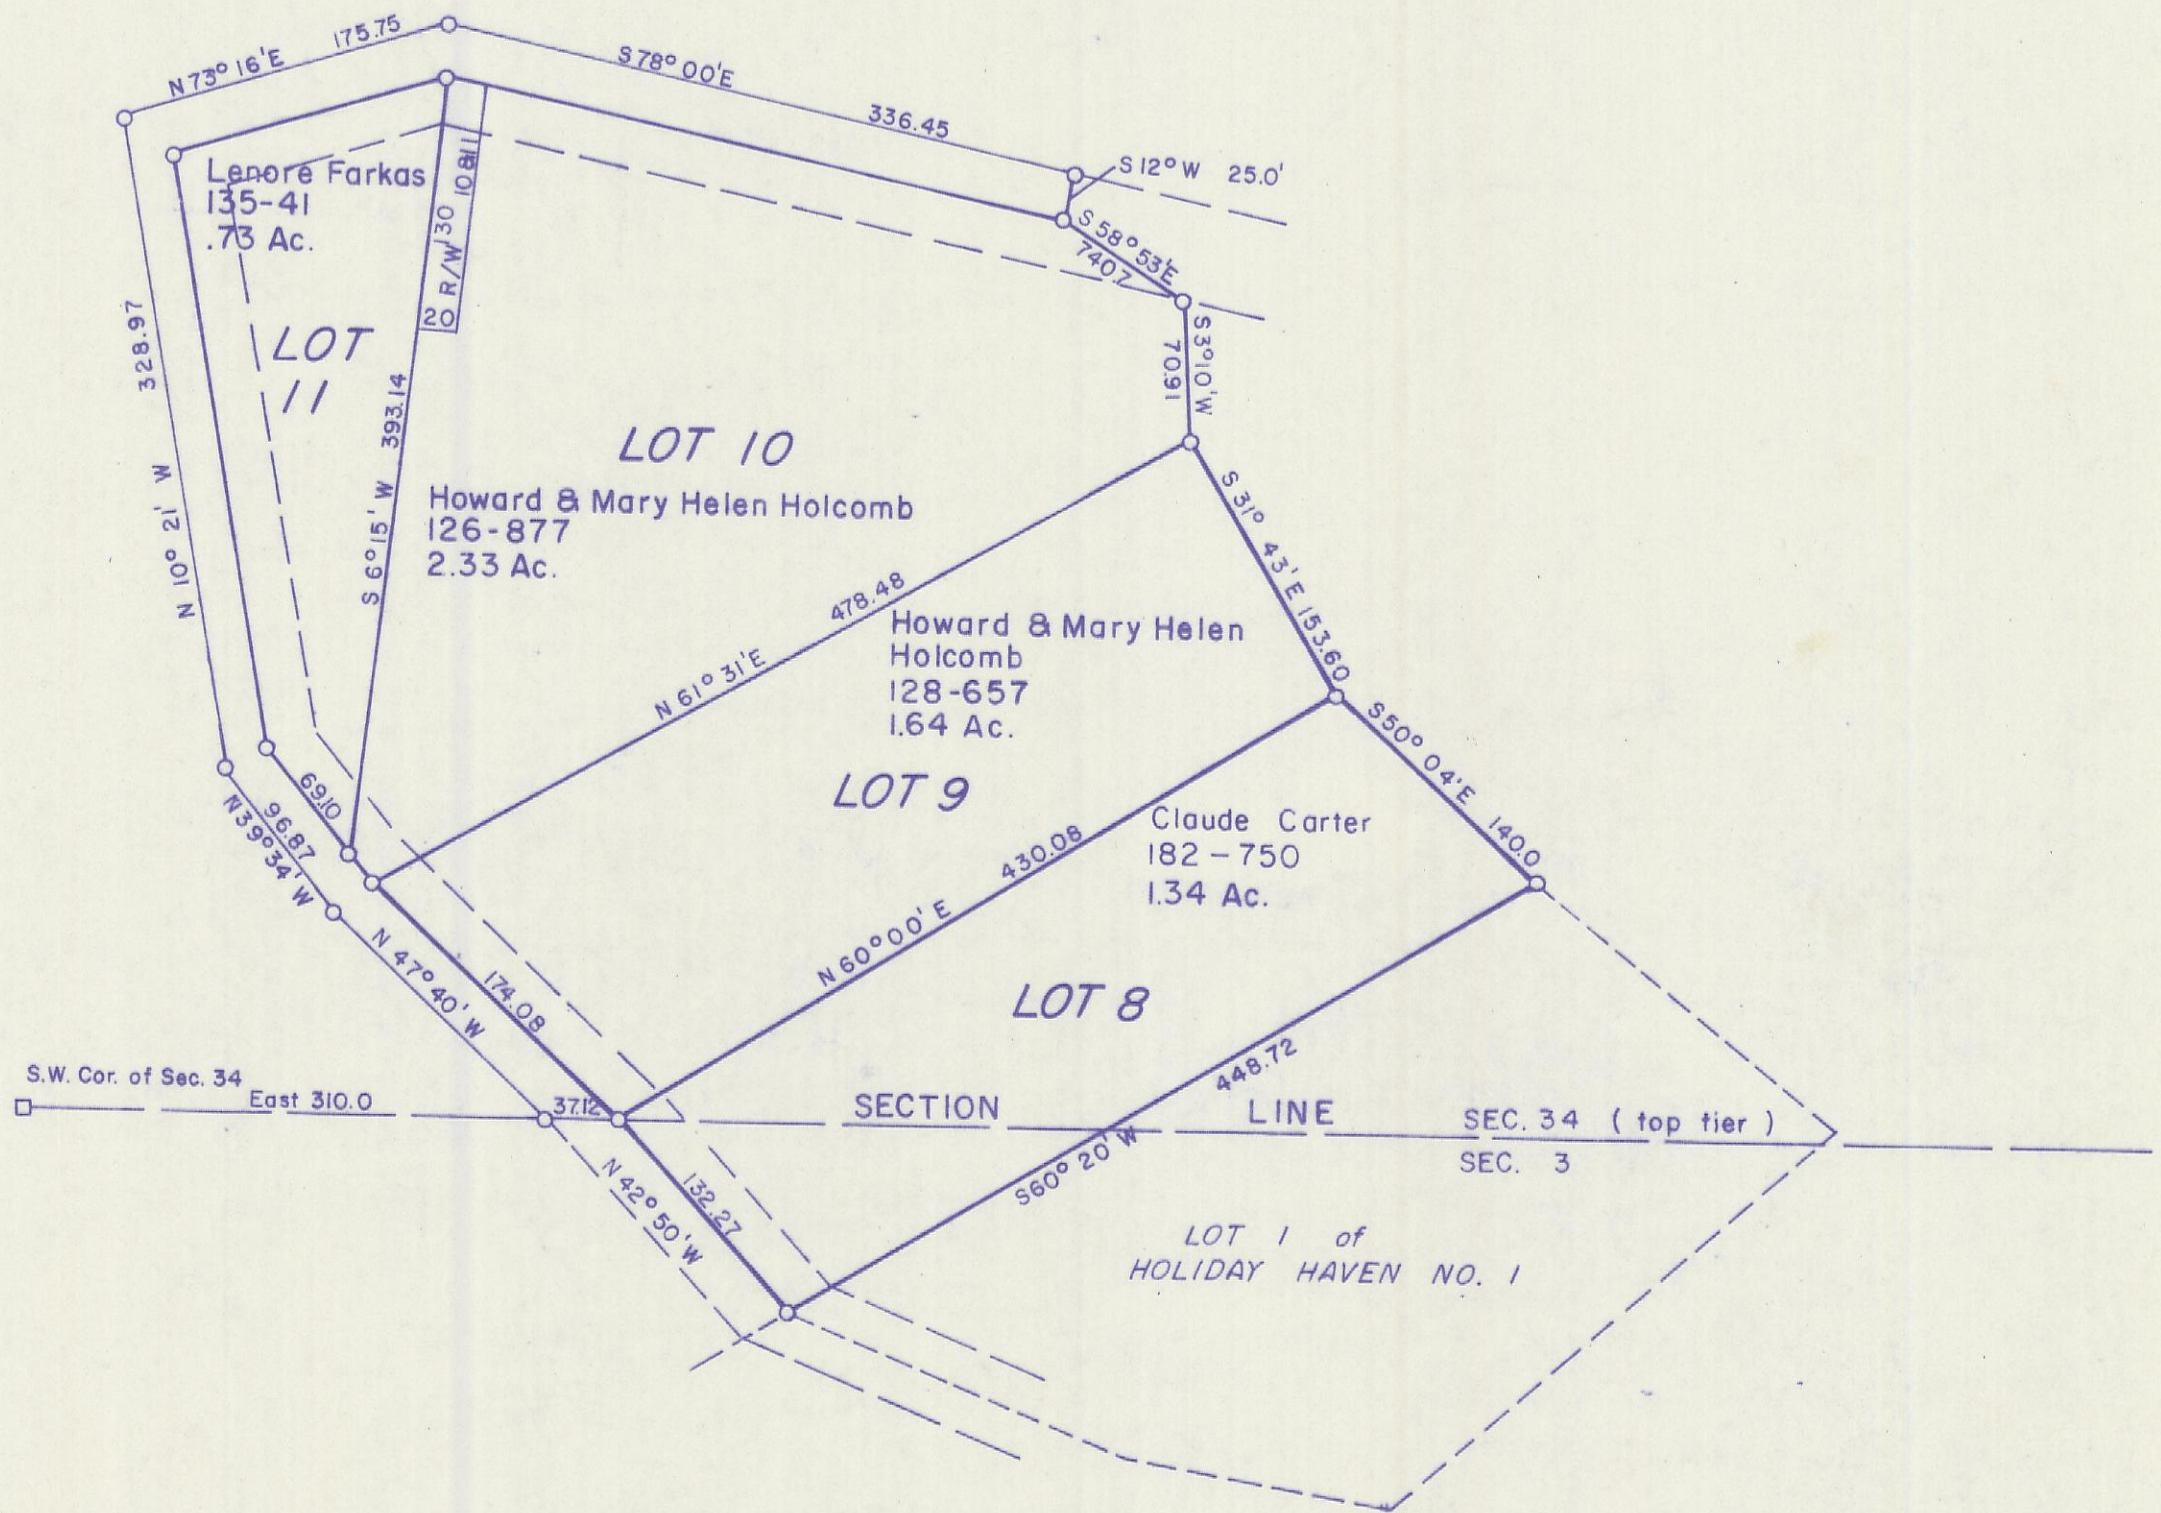 N 73° 16' E 175.75
S 78° 00' E 336.45
S 12° W 25.0'
S 58° 53' E
74.07
S 3° 10' W
70.91
Lenore Farkas
135-41
.73 Ac.
20 R/W 130
LOT
11
328.97
N 10° 21' W
S 6° 15' W 393.14
LOT 10
Howard & Mary Helen Holcomb
126-877
2.33 Ac.
N 61° 31' E 478.48
S 31° 43' E 153.60
Howard & Mary Helen
Holcomb
128-657
1.64 Ac.
LOT 9
69.10
96.87
N 39° 34' W
S 50° 04' E 140.0
N 60° 00' E 430.08
Claude Carter
182-750
1.34 Ac.
LOT 8
N 47° 40' W
174.08
448.72
S 60° 20' W
S.W. Cor. of Sec. 34
East 310.0
37.12
SECTION LINE
SEC. 34 ( top tier )
SEC. 3
132.27
N 42° 50' W
LOT 1 of
HOLIDAY HAVEN NO. 1